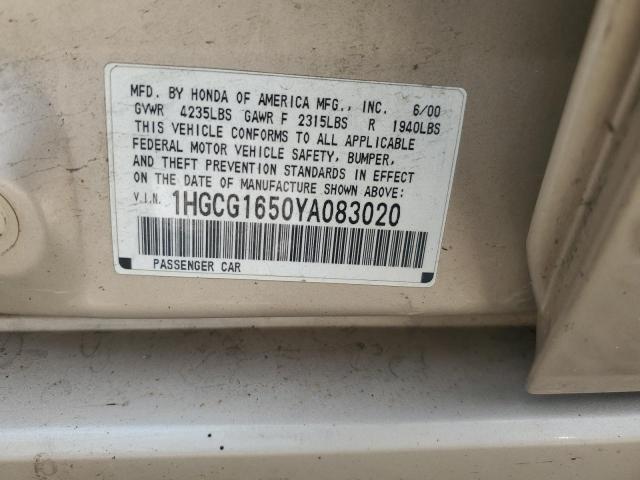 MFD. BY HONDA OF AMERICA MFG., INC. 6/00
GVWR 4235LBS GAWR F 2315LBS R 1940LBS
THIS VEHICLE CONFORMS TO ALL APPLICABLE
FEDERAL MOTOR VEHICLE SAFETY, BUMPER,
AND THEFT PREVENTION STANDARDS IN EFFECT
ON THE DATE OF MANUFACTURE SHOWN ABOVE:
V.I.N. 1HGCG1650YA083020
PASSENGER CAR